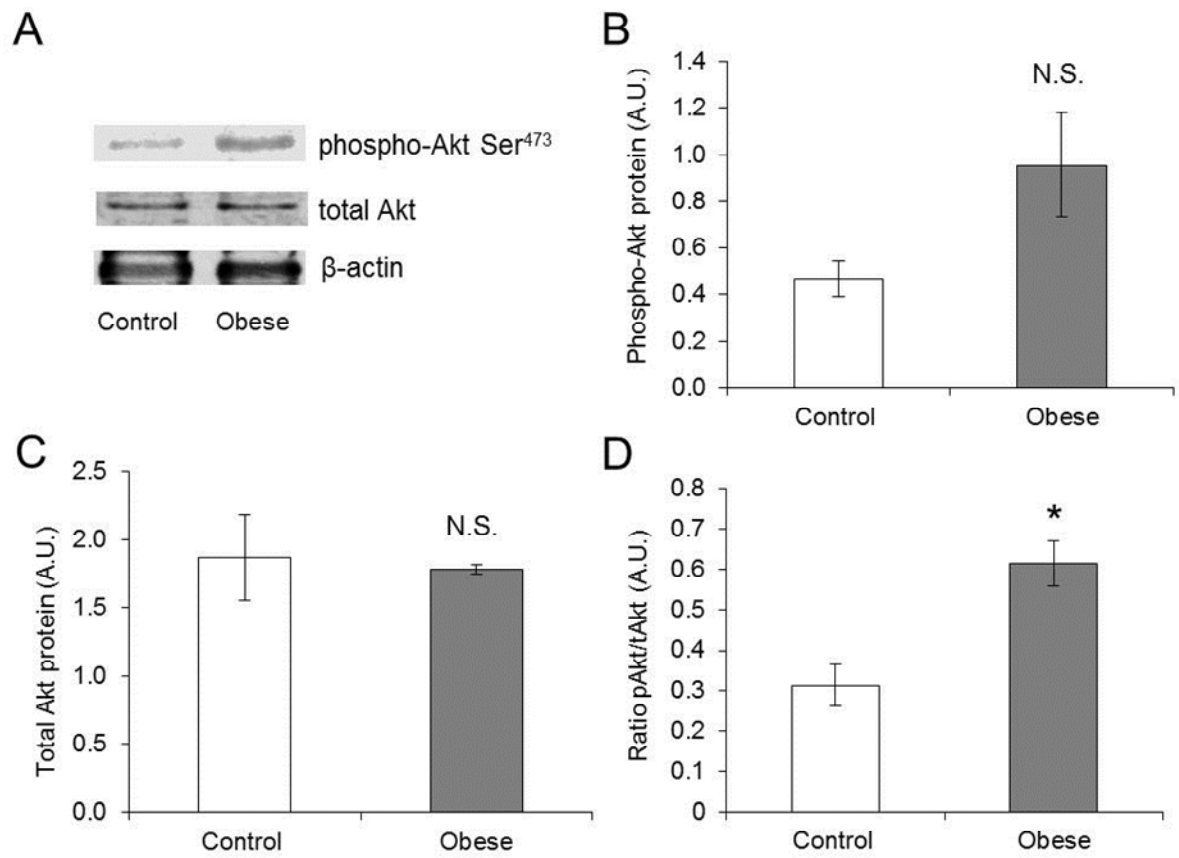 A
phospho-Akt Ser473
total Akt
β-actin
Control Obese
B
Phospho-Akt protein (A.U.)
1.4
1.2
1.0
0.8
0.6
0.4
0.2
0.0
N.S.
Control Obese
C
Total Akt protein (A.U.)
2.5
2.0
1.5
1.0
0.5
0.0
N.S.
Control Obese
D
Ratio pAkt/tAkt (A.U.)
0.8
0.7
0.6
0.5
0.4
0.3
0.2
0.1
0
*
Control Obese